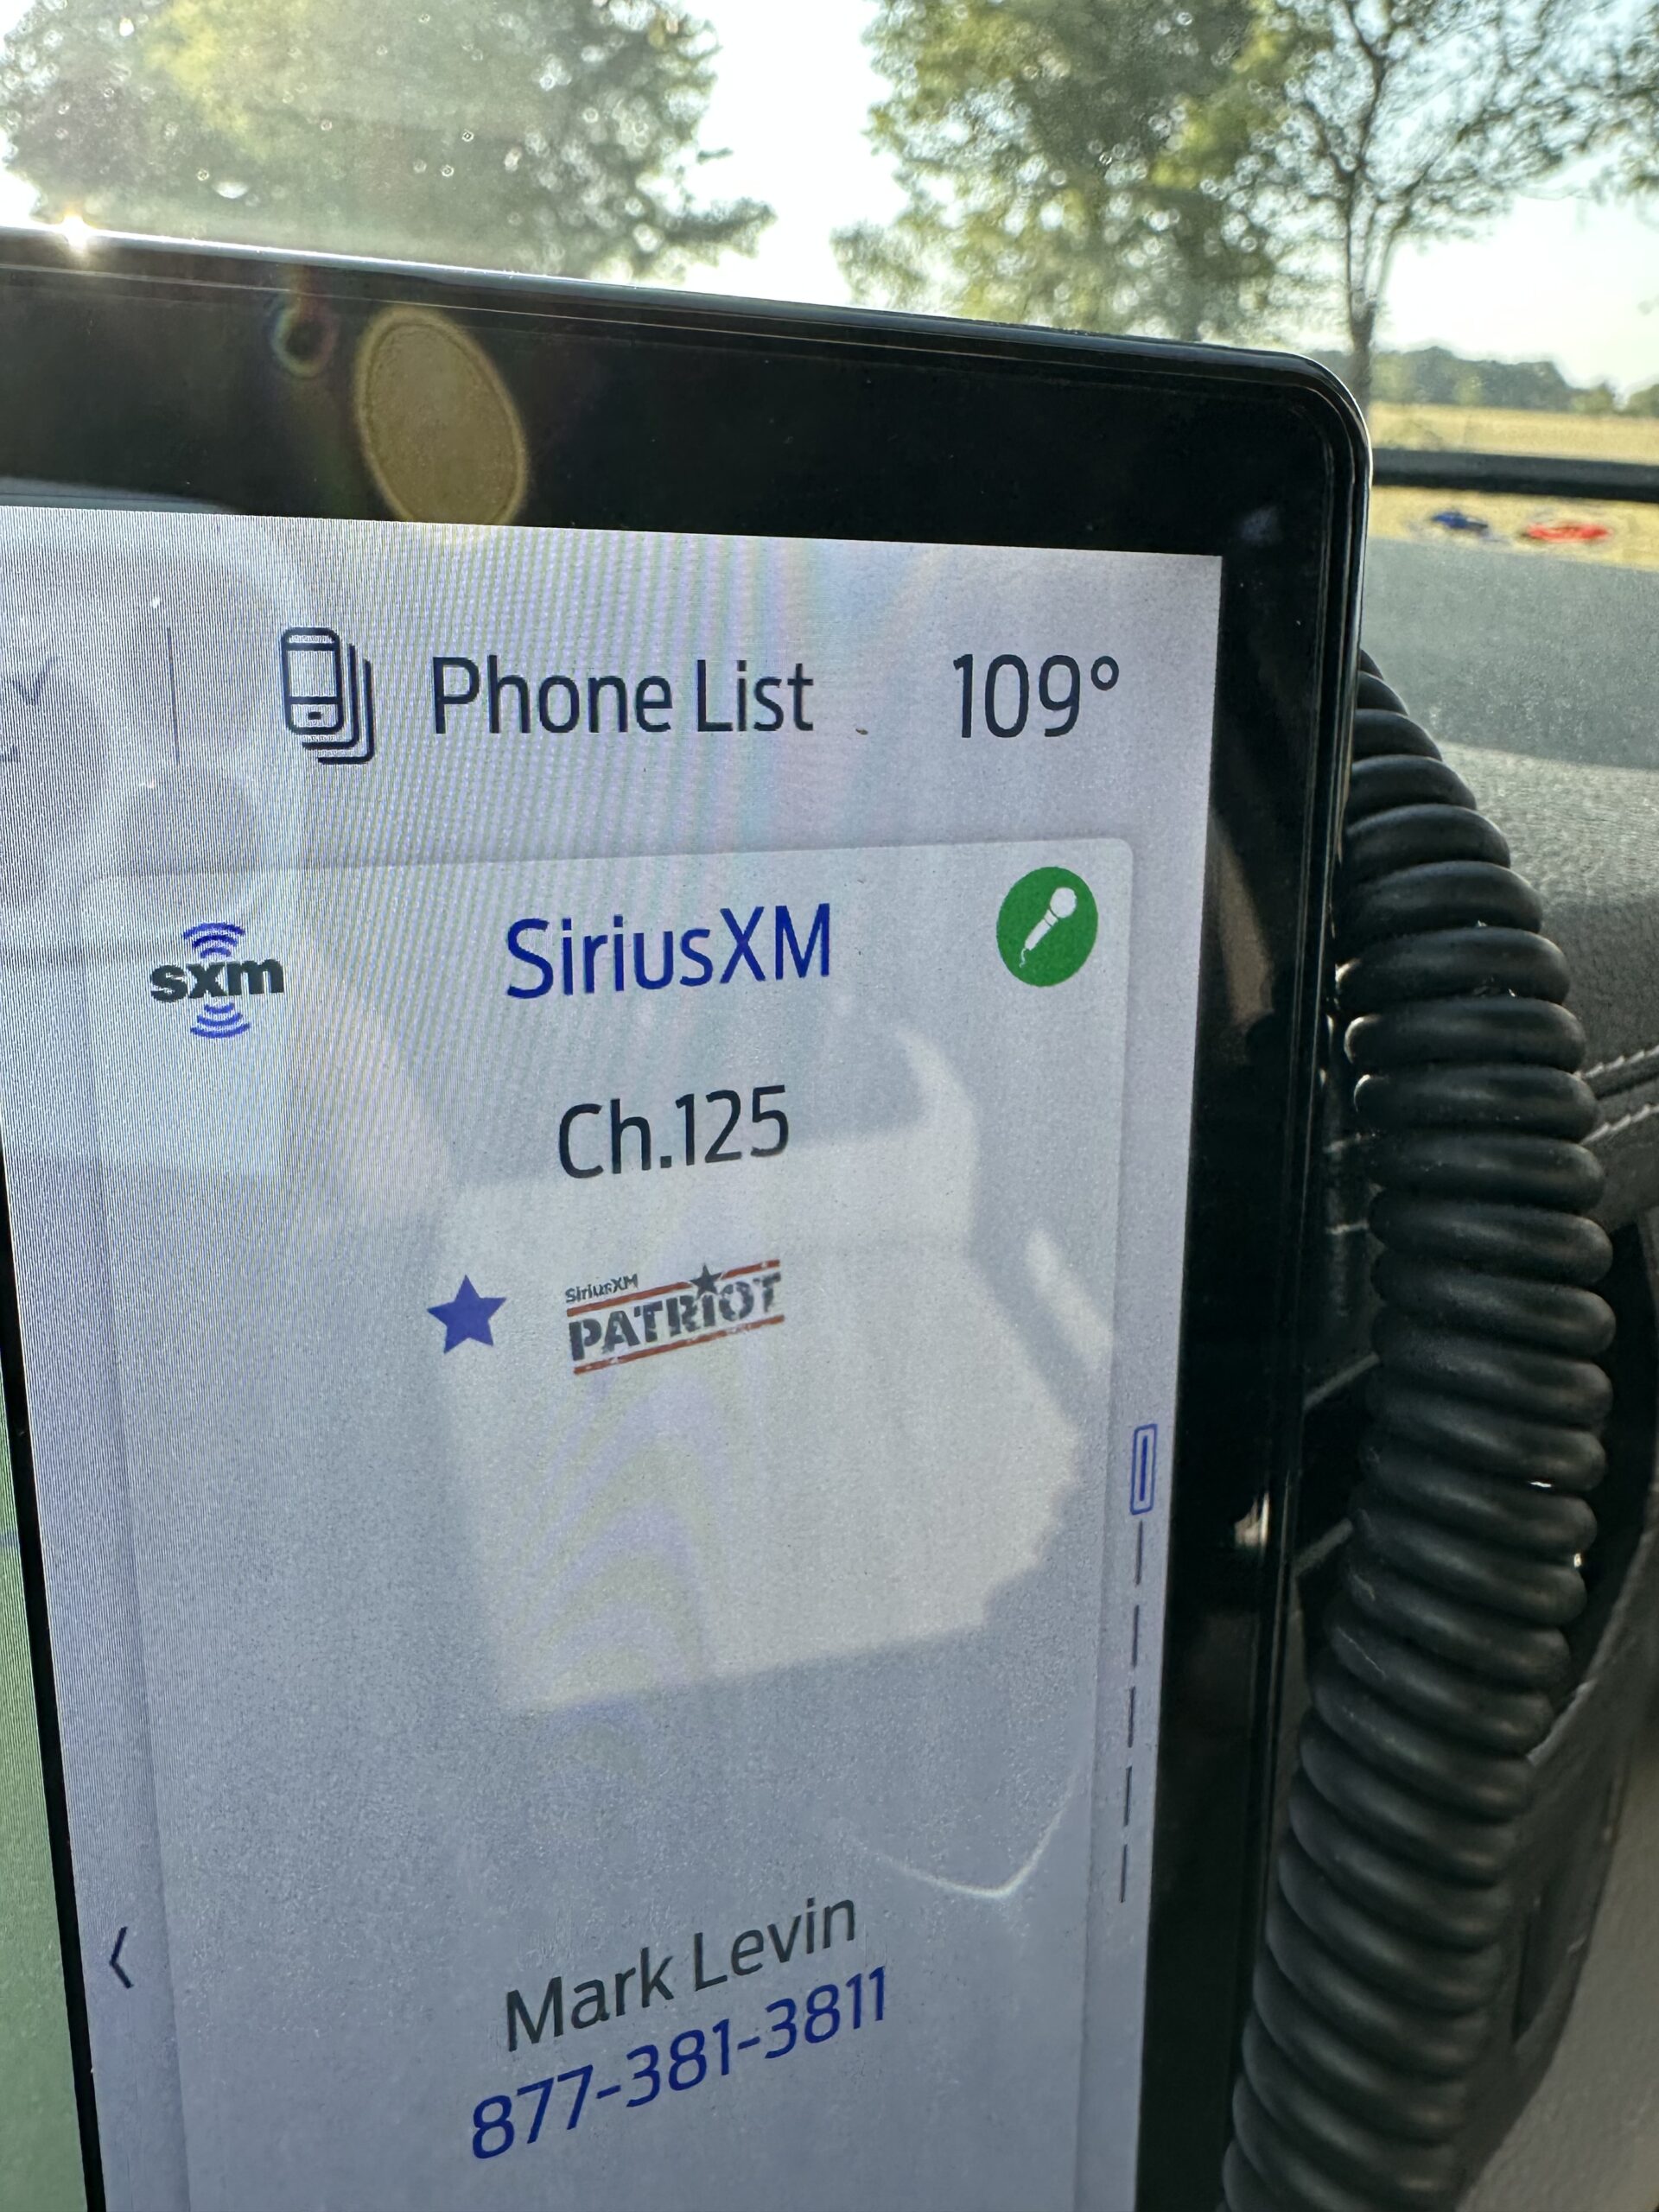 Phone List 109°
sxm SiriusXM
Ch.125
SiriusXM
PATRIOT
Mark Levin
877-381-3811